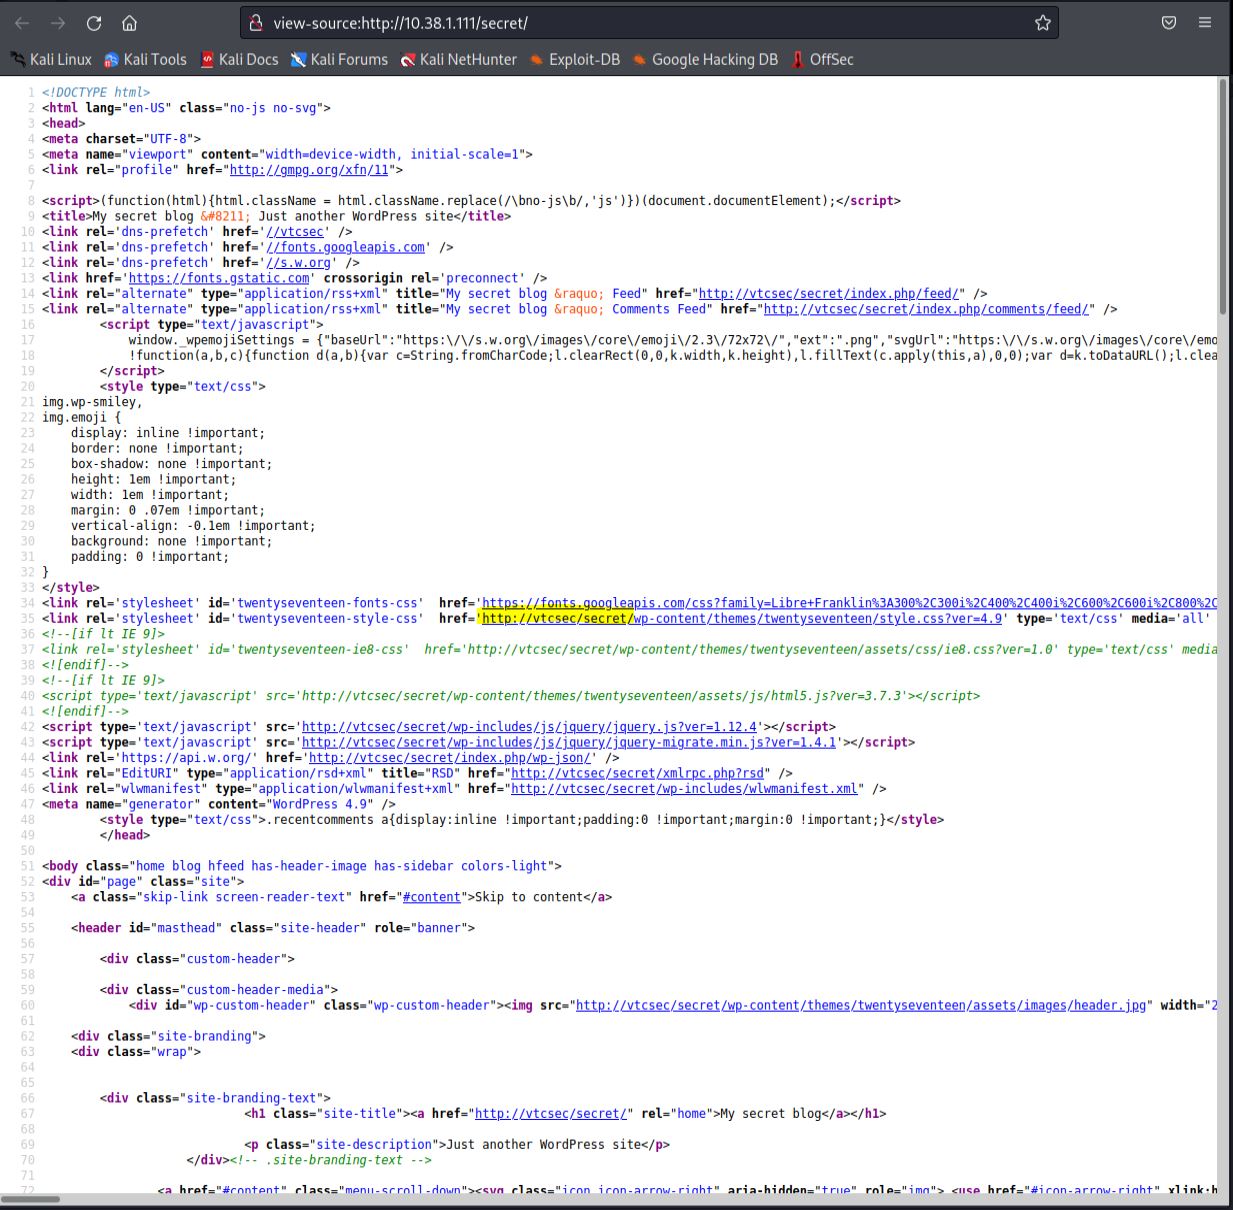 view-source:http://10.38.1.111/secret/
Kali Linux Kali Tools Kali Docs Kali Forums Kali NetHunter Exploit-DB Google Hacking DB OffSec
1 <!DOCTYPE html>
2 <html lang="en-US" class="no-js no-svg">
3 <head>
4 <meta charset="UTF-8">
5 <meta name="viewport" content="width=device-width, initial-scale=1">
6 <link rel="profile" href="http://gmpg.org/xfn/11">
7
8 <script>(function(html){html.className = html.className.replace(/\bno-js\b/,'js')})(document.documentElement);</script>
9 <title>My secret blog &#8211; Just another WordPress site</title>
10 <link rel='dns-prefetch' href='//vtcsec' />
11 <link rel='dns-prefetch' href='//fonts.googleapis.com' />
12 <link rel='dns-prefetch' href='//s.w.org' />
13 <link href='https://fonts.gstatic.com' crossorigin rel='preconnect' />
14 <link rel="alternate" type="application/rss+xml" title="My secret blog &raquo; Feed" href="http://vtcsec/secret/index.php/feed/" />
15 <link rel="alternate" type="application/rss+xml" title="My secret blog &raquo; Comments Feed" href="http://vtcsec/secret/index.php/comments/feed/" />
16 <script type="text/javascript">
17 window._wpemojiSettings = {"baseUrl":"https:\/\/s.w.org\/images\/core\/emoji\/2.3\/72x72\/","ext":".png","svgUrl":"https:\/\/s.w.org\/images\/core\/emo
18 !function(a,b,c){function d(a,b){var c=String.fromCharCode;l.clearRect(0,0,k.width,k.height),l.fillText(c.apply(this,a),0,0);var d=k.toDataURL();l.clea
19 </script>
20 <style type="text/css">
21 img.wp-smiley,
22 img.emoji {
23 display: inline !important;
24 border: none !important;
25 box-shadow: none !important;
26 height: 1em !important;
27 width: 1em !important;
28 margin: 0 .07em !important;
29 vertical-align: -0.1em !important;
30 background: none !important;
31 padding: 0 !important;
32 }
33 </style>
34 <link rel='stylesheet' id='twentyseventeen-fonts-css' href='https://fonts.googleapis.com/css?family=Libre+Franklin%3A300%2C300i%2C400%2C400i%2C600%2C600i%2C800%2C
35 <link rel='stylesheet' id='twentyseventeen-style-css' href='http://vtcsec/secret/wp-content/themes/twentyseventeen/style.css?ver=4.9' type='text/css' media='all'
36 <!--[if lt IE 9]>
37 <link rel='stylesheet' id='twentyseventeen-ie8-css' href='http://vtcsec/secret/wp-content/themes/twentyseventeen/assets/css/ie8.css?ver=1.0' type='text/css' media
38 <![endif]-->
39 <!--[if lt IE 9]>
40 <script type='text/javascript' src='http://vtcsec/secret/wp-content/themes/twentyseventeen/assets/js/html5.js?ver=3.7.3'></script>
41 <![endif]-->
42 <script type='text/javascript' src='http://vtcsec/secret/wp-includes/js/jquery/jquery.js?ver=1.12.4'></script>
43 <script type='text/javascript' src='http://vtcsec/secret/wp-includes/js/jquery/jquery-migrate.min.js?ver=1.4.1'></script>
44 <link rel='https://api.w.org/' href='http://vtcsec/secret/index.php/wp-json/' />
45 <link rel="EditURI" type="application/rsd+xml" title="RSD" href="http://vtcsec/secret/xmlrpc.php?rsd" />
46 <link rel="wlwmanifest" type="application/wlwmanifest+xml" href="http://vtcsec/secret/wp-includes/wlwmanifest.xml" />
47 <meta name="generator" content="WordPress 4.9" />
48 <style type="text/css">.recentcomments a{display:inline !important;padding:0 !important;margin:0 !important;}</style>
49 </head>
50
51 <body class="home blog hfeed has-header-image has-sidebar colors-light">
52 <div id="page" class="site">
53 <a class="skip-link screen-reader-text" href="#content">Skip to content</a>
54
55 <header id="masthead" class="site-header" role="banner">
56
57 <div class="custom-header">
58
59 <div class="custom-header-media">
60 <div id="wp-custom-header" class="wp-custom-header"><img src="http://vtcsec/secret/wp-content/themes/twentyseventeen/assets/images/header.jpg" width="2
61
62 <div class="site-branding">
63 <div class="wrap">
64
65
66 <div class="site-branding-text">
67 <h1 class="site-title"><a href="http://vtcsec/secret/" rel="home">My secret blog</a></h1>
68
69 <p class="site-description">Just another WordPress site</p>
70 </div><!-- .site-branding-text -->
71
72 <a href="#content" class="menu-scroll-down"><svg class="icon icon-arrow-right" aria-hidden="true" role="img"> <use href="#icon-arrow-right" xlink:h